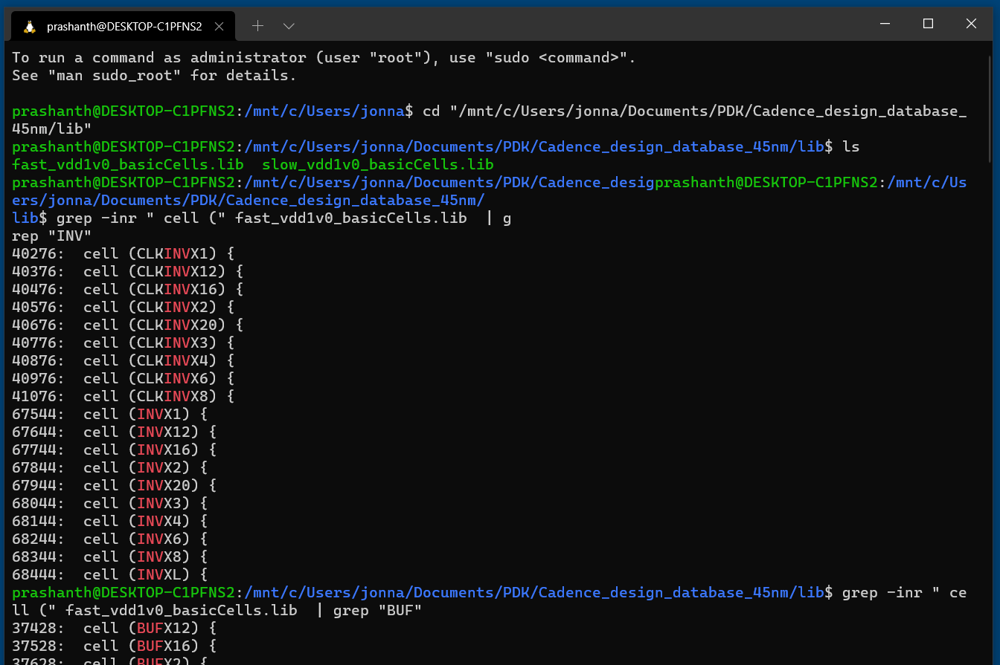 prashanth@DESKTOP-C1PFNS2
To run a command as administrator (user "root"), use "sudo <command>".
See "man sudo_root" for details.
prashanth@DESKTOP-C1PFNS2:/mnt/c/Users/jonna$ cd "/mnt/c/Users/jonna/Documents/PDK/Cadence_design_database_
45nm/lib"
prashanth@DESKTOP-C1PFNS2:/mnt/c/Users/jonna/Documents/PDK/Cadence_design_database_45nm/lib$ ls
fast_vdd1v0_basicCells.lib  slow_vdd1v0_basicCells.lib
prashanth@DESKTOP-C1PFNS2:/mnt/c/Users/jonna/Documents/PDK/Cadence_desigprashanth@DESKTOP-C1PFNS2:/mnt/c/Us
ers/jonna/Documents/PDK/Cadence_design_database_45nm/
lib$ grep -inr " cell (" fast_vdd1v0_basicCells.lib  | g
rep "INV"
40276:  cell (CLKINVX1) {
40376:  cell (CLKINVX12) {
40476:  cell (CLKINVX16) {
40576:  cell (CLKINVX2) {
40676:  cell (CLKINVX20) {
40776:  cell (CLKINVX3) {
40876:  cell (CLKINVX4) {
40976:  cell (CLKINVX6) {
41076:  cell (CLKINVX8) {
67544:  cell (INVX1) {
67644:  cell (INVX12) {
67744:  cell (INVX16) {
67844:  cell (INVX2) {
67944:  cell (INVX20) {
68044:  cell (INVX3) {
68144:  cell (INVX4) {
68244:  cell (INVX6) {
68344:  cell (INVX8) {
68444:  cell (INVXL) {
prashanth@DESKTOP-C1PFNS2:/mnt/c/Users/jonna/Documents/PDK/Cadence_design_database_45nm/lib$ grep -inr " ce
ll (" fast_vdd1v0_basicCells.lib  | grep "BUF"
37428:  cell (BUFX12) {
37528:  cell (BUFX16) {
37628:  cell (BUFX2) {